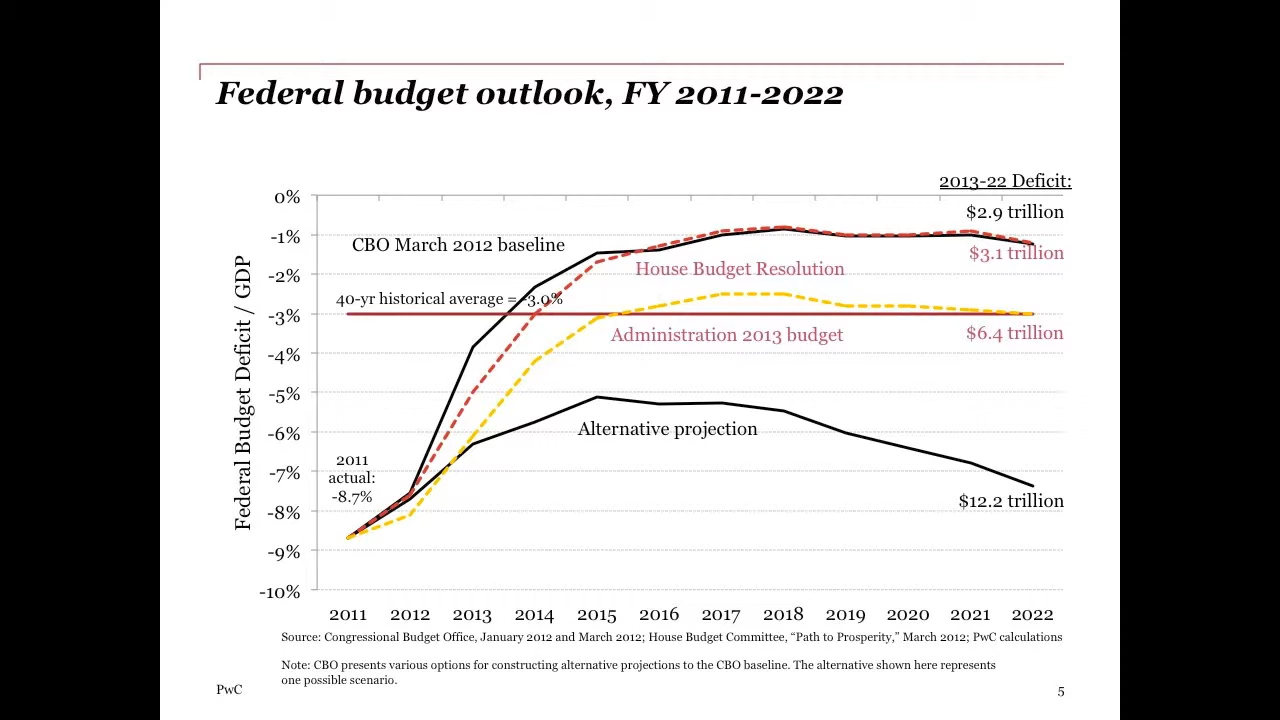 Federal budget outlook, FY 2011-2022
2013-22 Deficit:
$2.9 trillion
$3.1 trillion
$6.4 trillion
$12.2 trillion
Federal Budget Deficit / GDP
0%
-1%
-2%
-3%
-4%
-5%
-6%
-7%
-8%
-9%
-10%
CBO March 2012 baseline
House Budget Resolution
40-yr historical average = -3.0%
Administration 2013 budget
Alternative projection
2011
actual:
-8.7%
2011 2012 2013 2014 2015 2016 2017 2018 2019 2020 2021 2022
Source: Congressional Budget Office, January 2012 and March 2012; House Budget Committee, “Path to Prosperity,” March 2012; PwC calculations
Note: CBO presents various options for constructing alternative projections to the CBO baseline. The alternative shown here represents
one possible scenario.
PwC
5